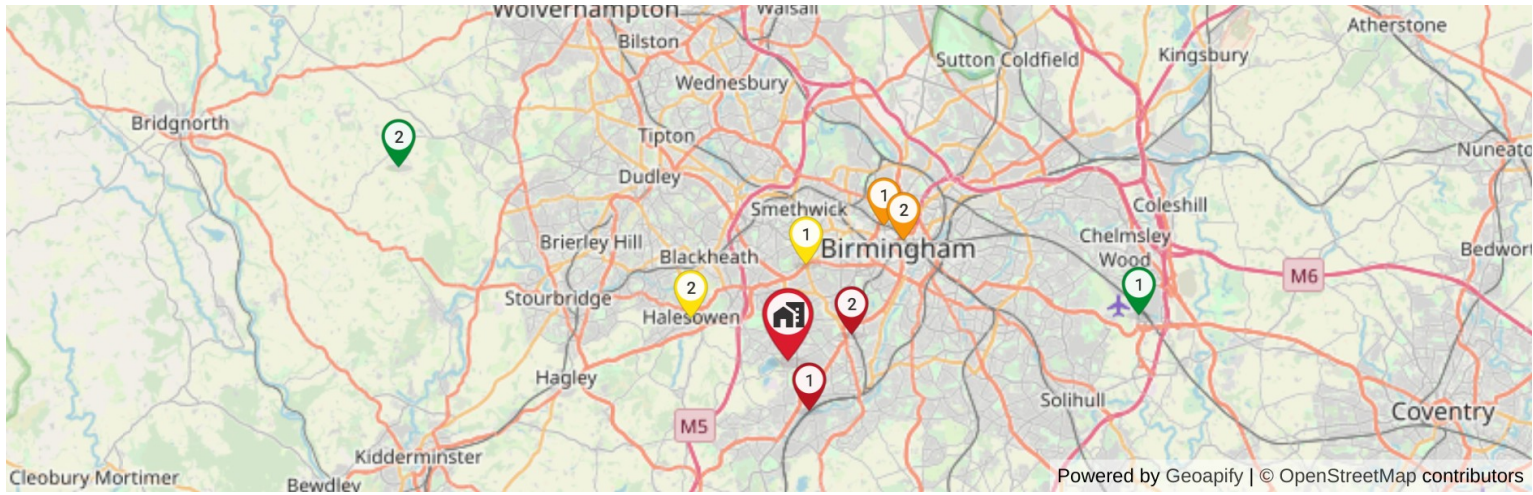 Wolverhampton
Walsall
Atherstone
Bilston
Sutton Coldfield
Kingsbury
Wednesbury
Bridgnorth
2
Tipton
Nuneato
Dudley
1
2
Smethwick
Coleshill
1
Brierley Hill
Blackheath
Birmingham
Chelmsley
Wood
Bedwor
M6
Stourbridge
2
Halesowen
2
1
Hagley
1
Solihull
Coventry
M5
Kidderminster
Cleobury Mortimer
Bewdley
Powered by Geoapify | © OpenStreetMap contributors